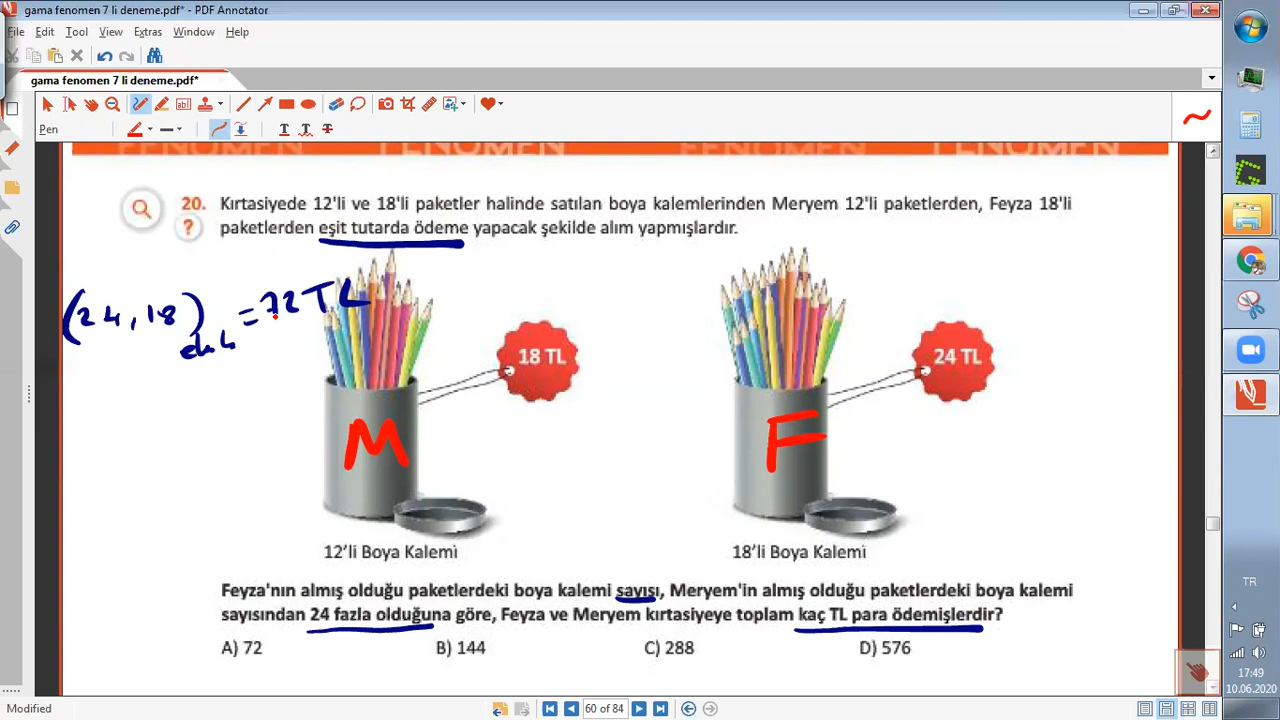 gama fenomen 7 li deneme.pdf* - PDF Annotator
File Edit Tool View Extras Window Help
gama fenomen 7 li deneme.pdf*
Pen
FENOMEN FENOMEN FENOMEN FENOMEN
20. Kırtasiyede 12'li ve 18'li paketler halinde satılan boya kalemlerinden Meryem 12'li paketlerden, Feyza 18'li
? paketlerden eşit tutarda ödeme yapacak şekilde alım yapmışlardır.
(24, 18) = 72 TL
18 TL
24 TL
M
F
12'li Boya Kalemi
18'li Boya Kalemi
Feyza'nın almış olduğu paketlerdeki boya kalemi sayısı, Meryem'in almış olduğu paketlerdeki boya kalemi
sayısından 24 fazla olduğuna göre, Feyza ve Meryem kırtasiyeye toplam kaç TL para ödemişlerdir?
A) 72 B) 144 C) 288 D) 576
TR
17:49
10.06.2020
Modified
60 of 84